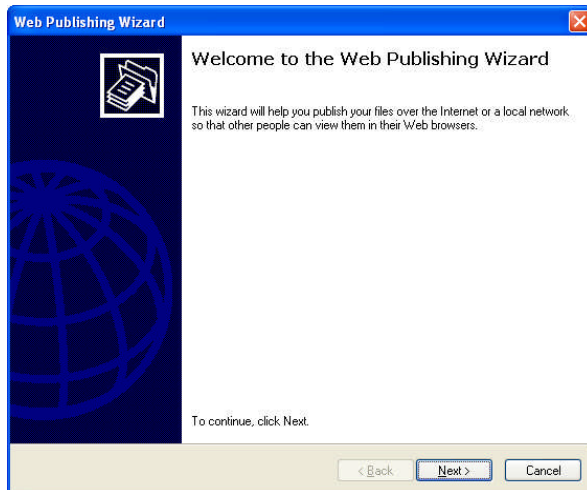 Web Publishing Wizard
Welcome to the Web Publishing Wizard
This wizard will help you publish your files over the Internet or a local network
so that other people can view them in their Web browsers.
To continue, click Next.
< Back
Next >
Cancel